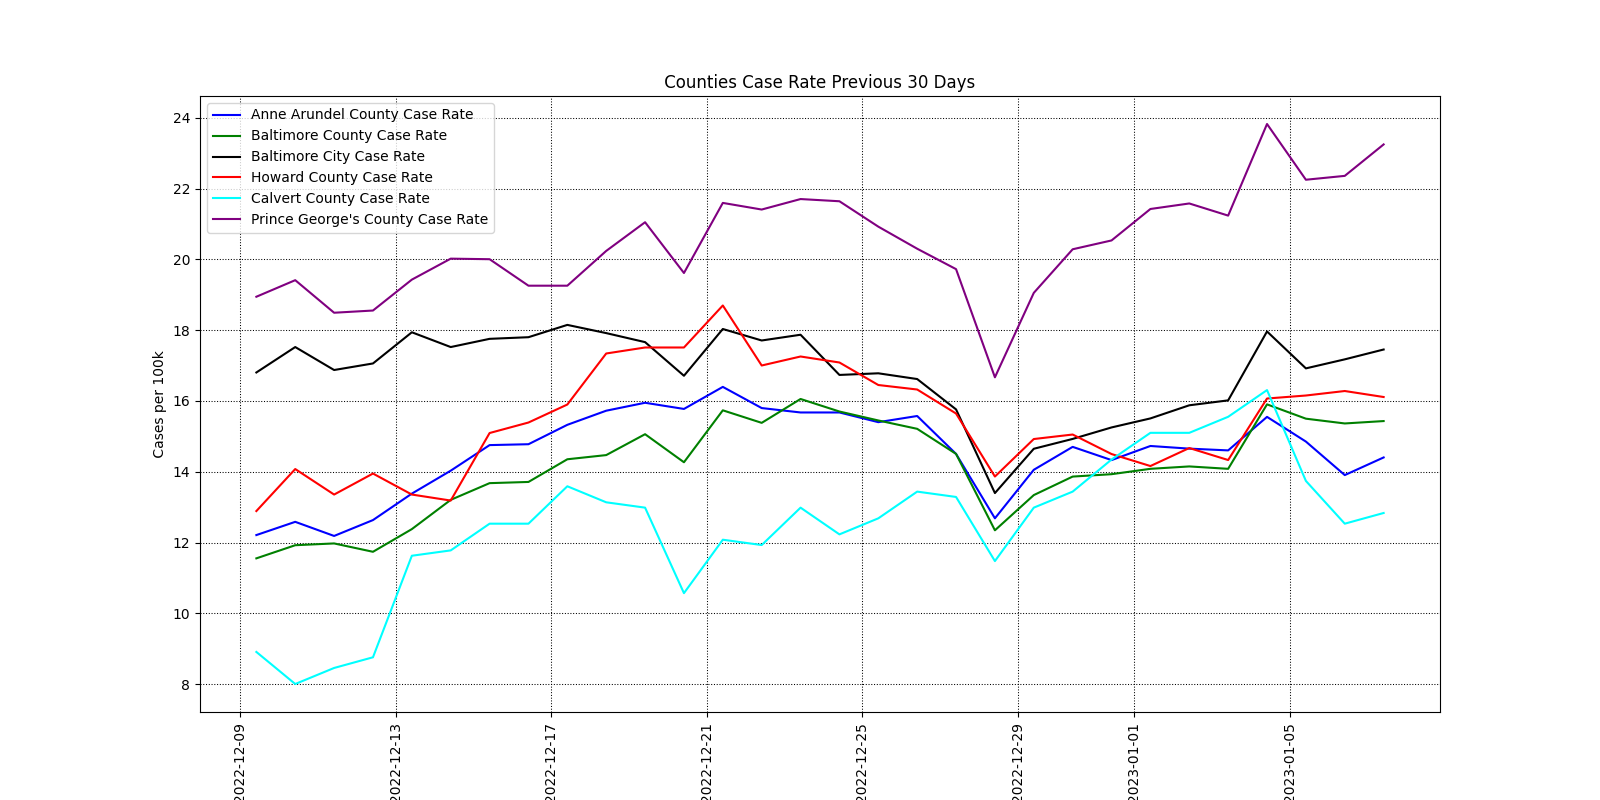 Counties Case Rate Previous 30 Days
Anne Arundel County Case Rate
Baltimore County Case Rate
Baltimore City Case Rate
Howard County Case Rate
Calvert County Case Rate
Prince George's County Case Rate
Cases per 100k
24
22
20
18
16
14
12
10
8
2022-12-09
2022-12-13
2022-12-17
2022-12-21
2022-12-25
2022-12-29
2023-01-01
2023-01-05